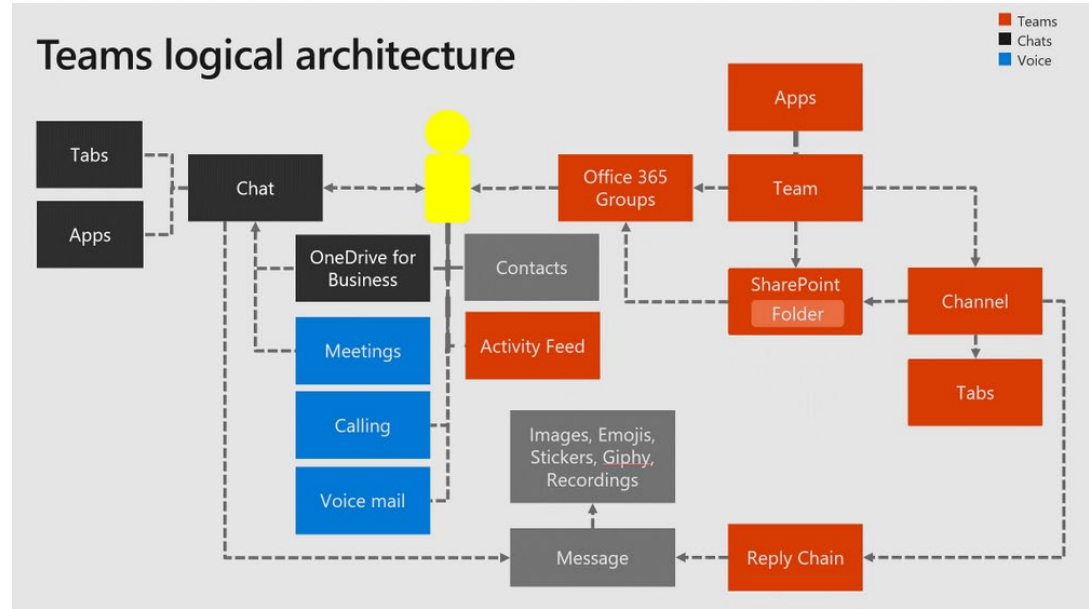 Teams logical architecture
Teams
Chats
Voice
Apps
Tabs
Chat
Office 365
Groups
Team
Apps
OneDrive for
Business
Contacts
SharePoint
Folder
Channel
Meetings
Activity Feed
Tabs
Calling
Images, Emojis,
Stickers, Giphy,
Recordings
Voice mail
Message
Reply Chain